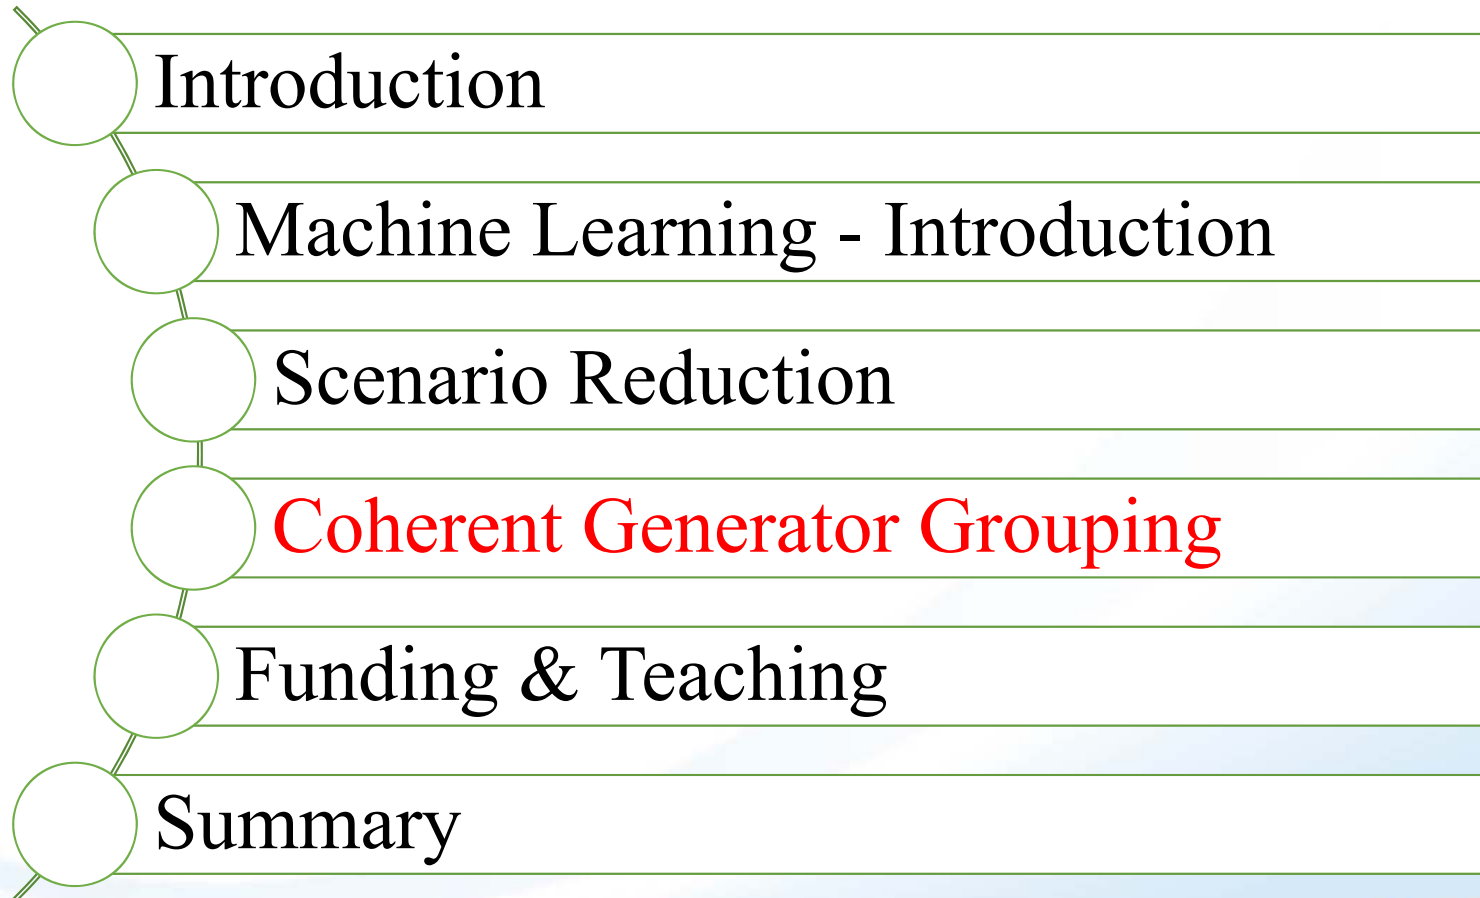 Introduction
Machine Learning - Introduction
Scenario Reduction
Coherent Generator Grouping
Funding & Teaching
Summary